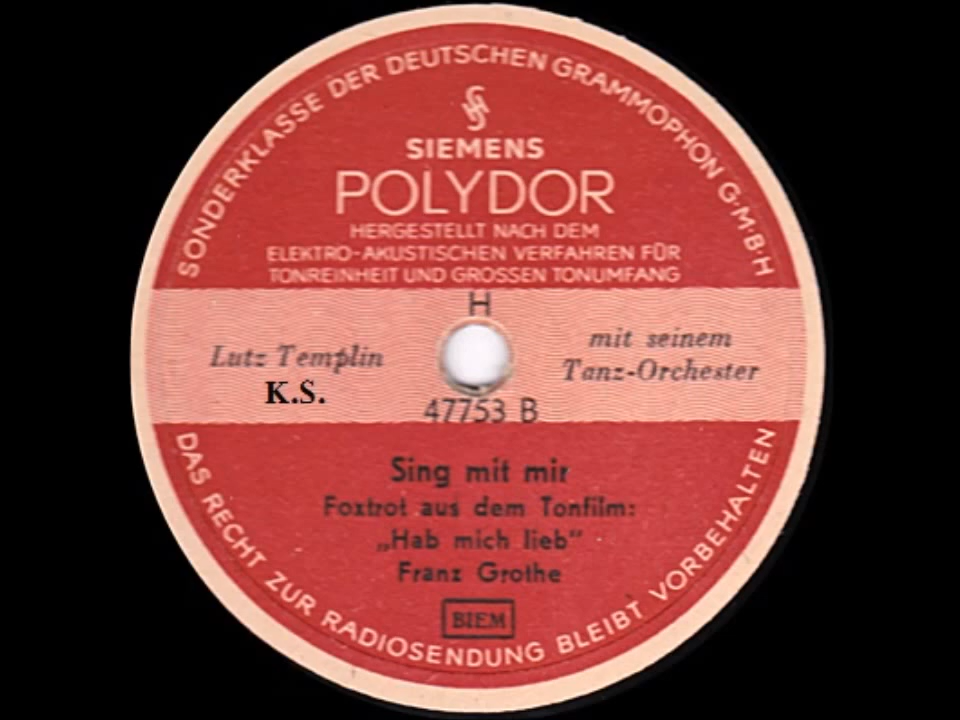 SONDERKLASSE DER DEUTSCHEN GRAMMOPHON G·M·B·H
SIEMENS
POLYDOR
HERGESTELLT NACH DEM
ELEKTRO-AKUSTISCHEN VERFAHREN FÜR
TONREINHEIT UND GROSSEN TONUMFANG
H
Lutz Templin
K.S.
mit seinem
Tanz-Orchester
47753 B
Sing mit mir
Foxtrot aus dem Tonfilm:
„Hab mich lieb“
Franz Grothe
BIEM
DAS RECHT ZUR RADIOSENDUNG BLEIBT VORBEHALTEN